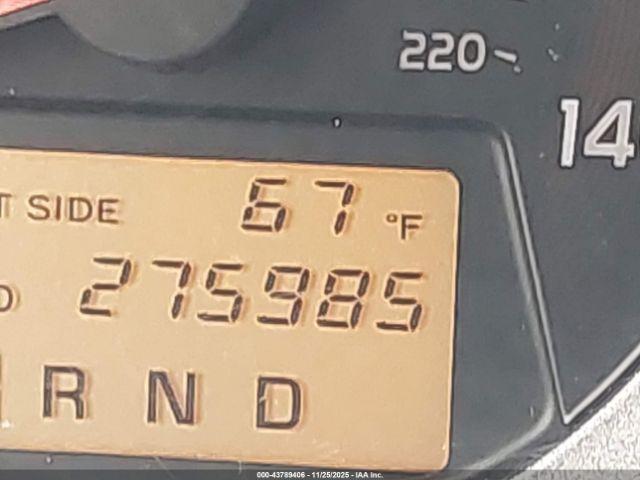 220
14
T SIDE 67 °F
D 275985
R N D
000-43789406 - 11/25/2025 - IAA Inc.